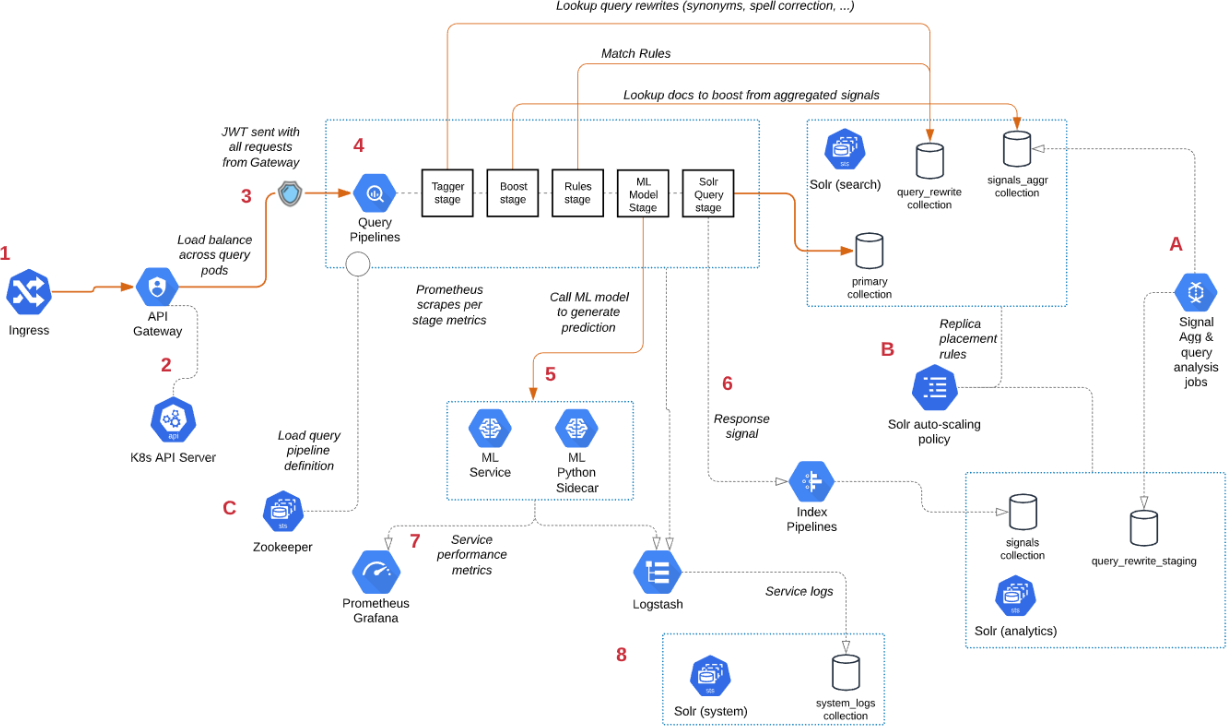 Lookup query rewrites (synonyms, spell correction, ...)
Match Rules
Lookup docs to boost from aggregated signals
JWT sent with
all requests
from Gateway
3
4
Query
Pipelines
Tagger
stage
Boost
stage
Rules
stage
ML
Model
Stage
Solr
Query
stage
sts
Solr (search)
query_rewrite
collection
signals_aggr
collection
primary
collection
A
Signal
Agg &
query
analysis
jobs
1
Ingress
API
Gateway
Load balance
across query
pods
2
api
K8s API Server
Prometheus
scrapes per
stage metrics
Call ML model
to generate
prediction
5
ML
Service
ML
Python
Sidecar
6
Response
signal
B
Replica
placement
rules
Solr auto-scaling
policy
Load query
pipeline
definition
C
sts
Zookeeper
Index
Pipelines
signals
collection
query_rewrite_staging
sts
Solr (analytics)
7
Service
performance
metrics
Prometheus
Grafana
Logstash
Service logs
8
sts
Solr (system)
system_logs
collection